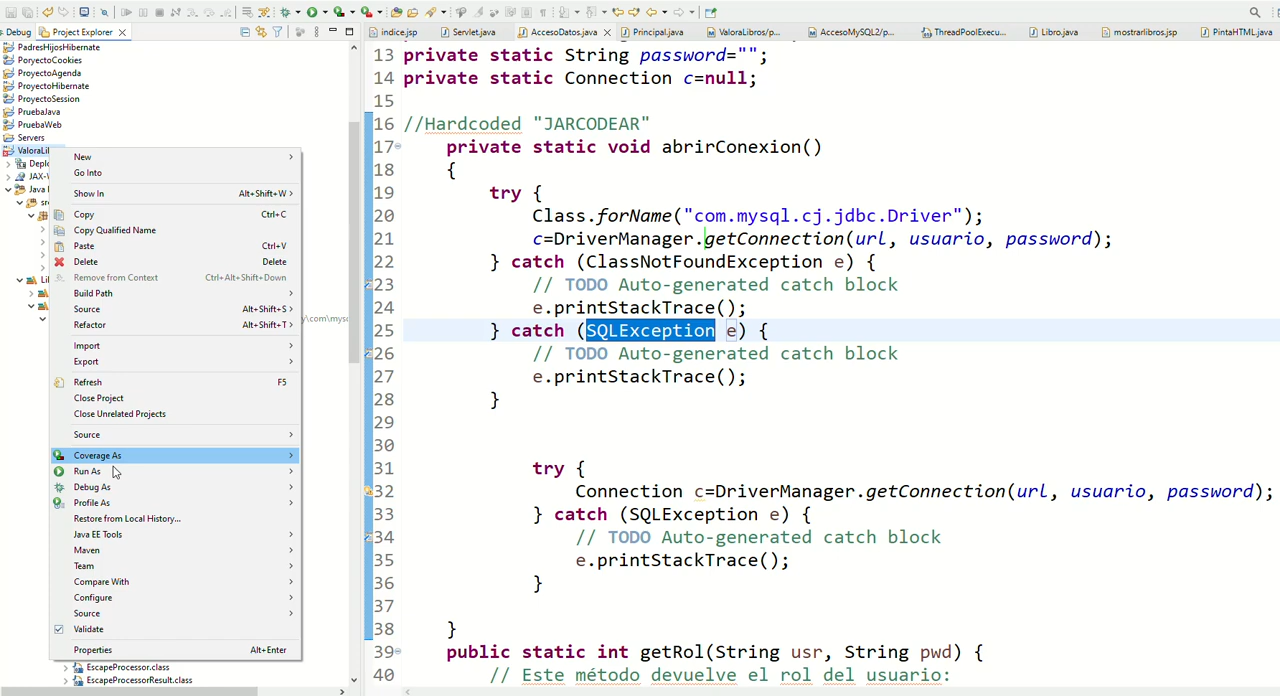 Debug Project Explorer
indice.jsp Servlet.java AccesoDatos.java Principal.java ValoraLibros/p... AccesoMySQL2/p... ThreadPoolExecu... Libro.java mostrarlibros.jsp PintaHTML.java
PadresHijosHibernate
PoryectoCookies
ProyectoAgenda
ProyectoHibernate
ProyectoSession
PruebaJava
PruebaWeb
Servers
ValoraLi
Deplo
JAX-W
Java
sr
Li
y\com\mysq
New
Go Into
Show In Alt+Shift+W >
Copy Ctrl+C
Copy Qualified Name
Paste Ctrl+V
Delete Delete
Remove from Context Ctrl+Alt+Shift+Down
Build Path
Source Alt+Shift+S >
Refactor Alt+Shift+T >
Import
Export
Refresh F5
Close Project
Close Unrelated Projects
Source
Coverage As
Run As
Debug As
Profile As
Restore from Local History...
Java EE Tools
Maven
Team
Compare With
Configure
Source
Validate
Properties Alt+Enter
EscapeProcessor.class
EscapeProcessorResult.class
13 private static String password="";
14 private static Connection c=null;
15
16 //Hardcoded "JARCODEAR"
17 private static void abrirConexion()
18 {
19 try {
20 Class.forName("com.mysql.cj.jdbc.Driver");
21 c=DriverManager.getConnection(url, usuario, password);
22 } catch (ClassNotFoundException e) {
23 // TODO Auto-generated catch block
24 e.printStackTrace();
25 } catch (SQLException e) {
26 // TODO Auto-generated catch block
27 e.printStackTrace();
28 }
29
30
31 try {
32 Connection c=DriverManager.getConnection(url, usuario, password);
33 } catch (SQLException e) {
34 // TODO Auto-generated catch block
35 e.printStackTrace();
36 }
37
38 }
39 public static int getRol(String usr, String pwd) {
40 // Este método devuelve el rol del usuario: